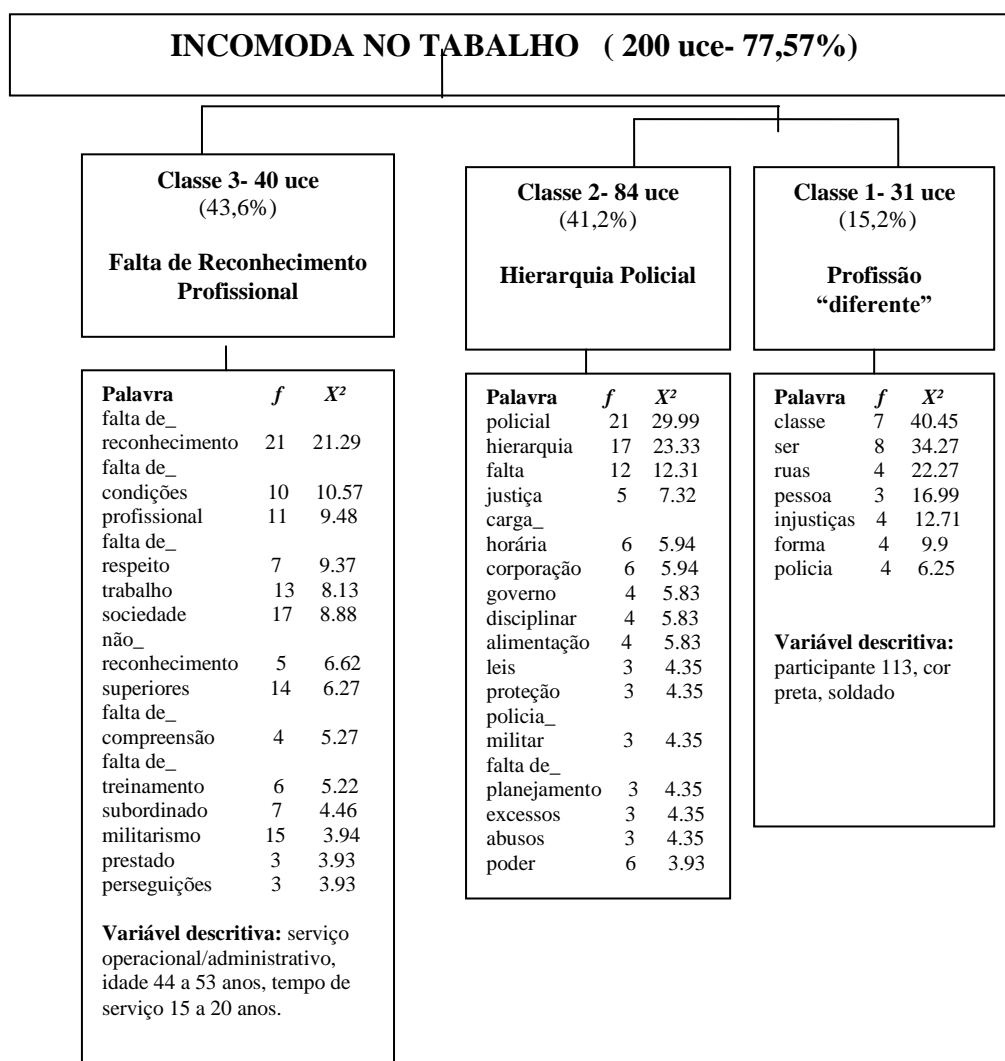 INCOMODA NO TABALHO ( 200 uce- 77,57%)
Classe 3- 40 uce
(43,6%)
Falta de Reconhecimento
Profissional
Palavra f X²
falta de_
reconhecimento 21 21.29
falta de_
condições 10 10.57
profissional 11 9.48
falta de_
respeito 7 9.37
trabalho 13 8.13
sociedade 17 8.88
não_
reconhecimento 5 6.62
superiores 14 6.27
falta de_
compreensão 4 5.27
falta de_
treinamento 6 5.22
subordinado 7 4.46
militarismo 15 3.94
prestado 3 3.93
perseguições 3 3.93
Variável descritiva: serviço
operacional/administrativo,
idade 44 a 53 anos, tempo de
serviço 15 a 20 anos.
Classe 2- 84 uce
(41,2%)
Hierarquia Policial
Palavra f X²
policial 21 29.99
hierarquia 17 23.33
falta 12 12.31
justiça 5 7.32
carga_
horária 6 5.94
corporação 6 5.94
governo 4 5.83
disciplinar 4 5.83
alimentação 4 5.83
leis 3 4.35
proteção 3 4.35
policia_
militar 3 4.35
falta de_
planejamento 3 4.35
excessos 3 4.35
abusos 3 4.35
poder 6 3.93
Classe 1- 31 uce
(15,2%)
Profissão
“diferente”
Palavra f X²
classe 7 40.45
ser 8 34.27
ruas 4 22.27
pessoa 3 16.99
injustiças 4 12.71
forma 4 9.9
policia 4 6.25
Variável descritiva:
participante 113, cor
preta, soldado